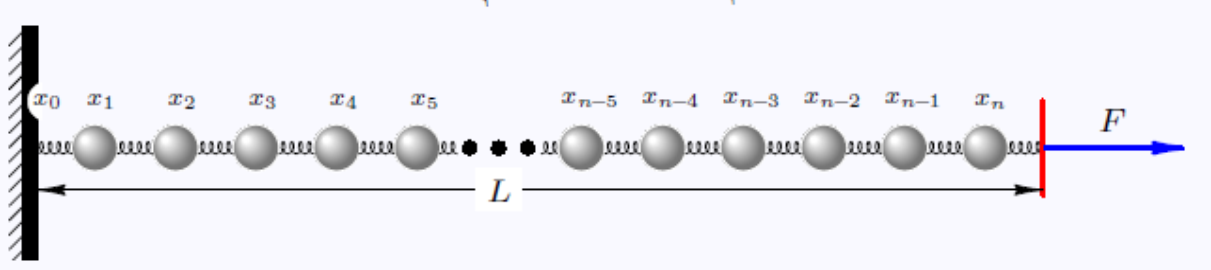 x₀ x₁ x₂ x₃ x₄ x₅ xₙ₋₅ xₙ₋₄ xₙ₋₃ xₙ₋₂ xₙ₋₁ xₙ F
L